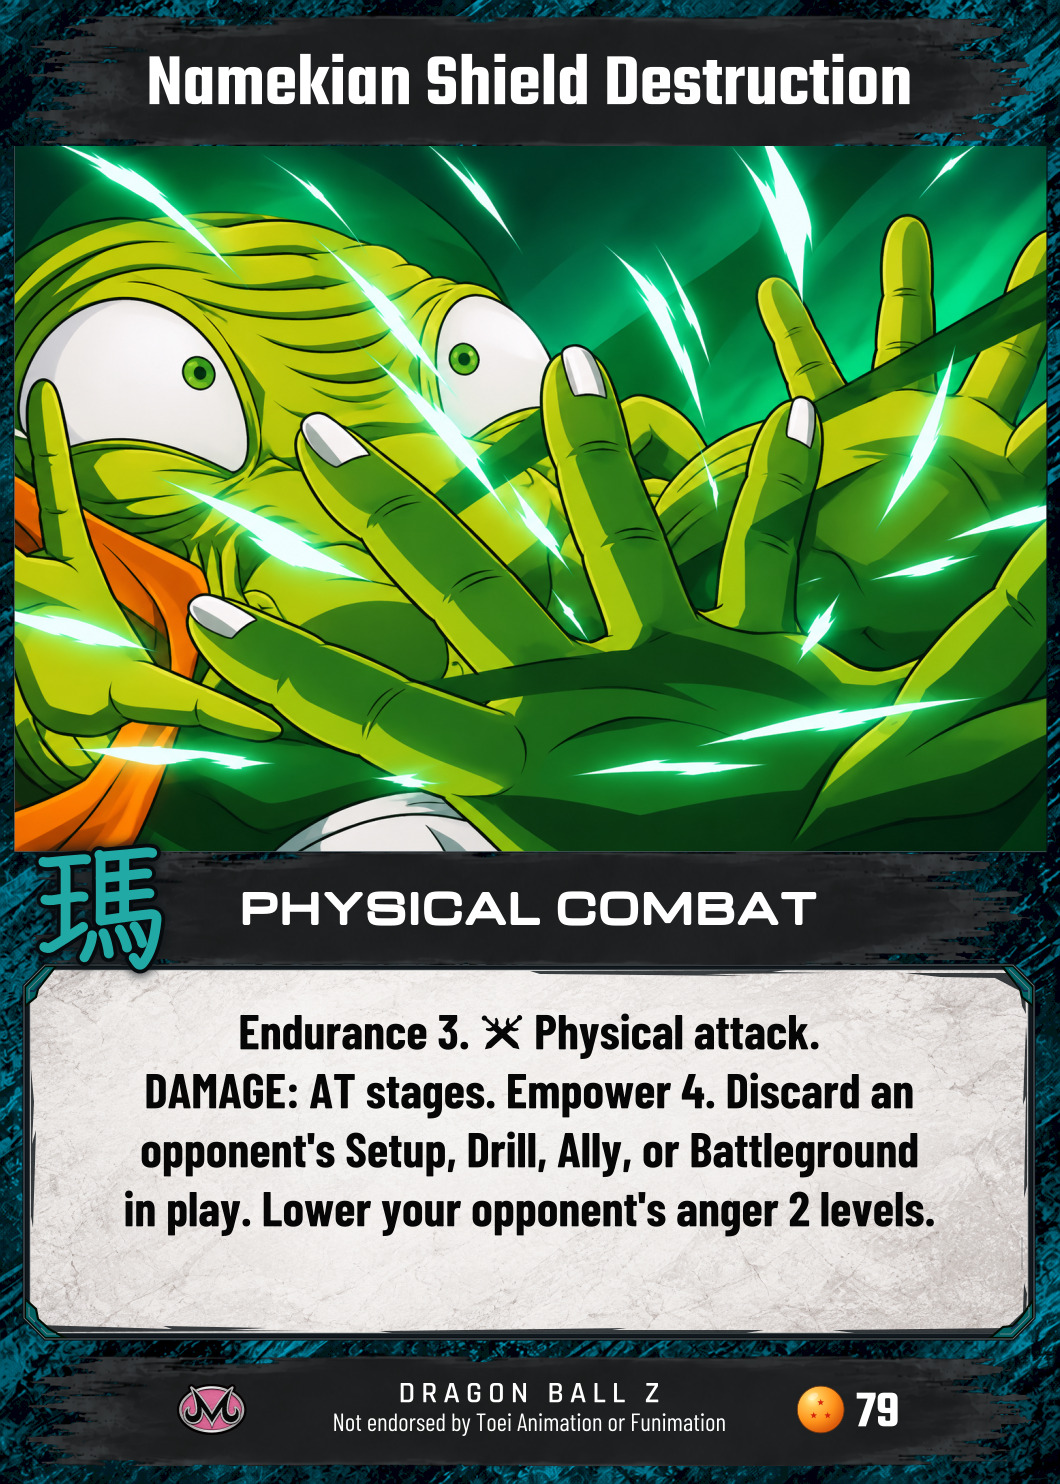 Namekian Shield Destruction
瑪
PHYSICAL COMBAT
Endurance 3. Physical attack.
DAMAGE: AT stages. Empower 4. Discard an
opponent's Setup, Drill, Ally, or Battleground
in play. Lower your opponent's anger 2 levels.
DRAGON BALL Z
Not endorsed by Toei Animation or Funimation
79